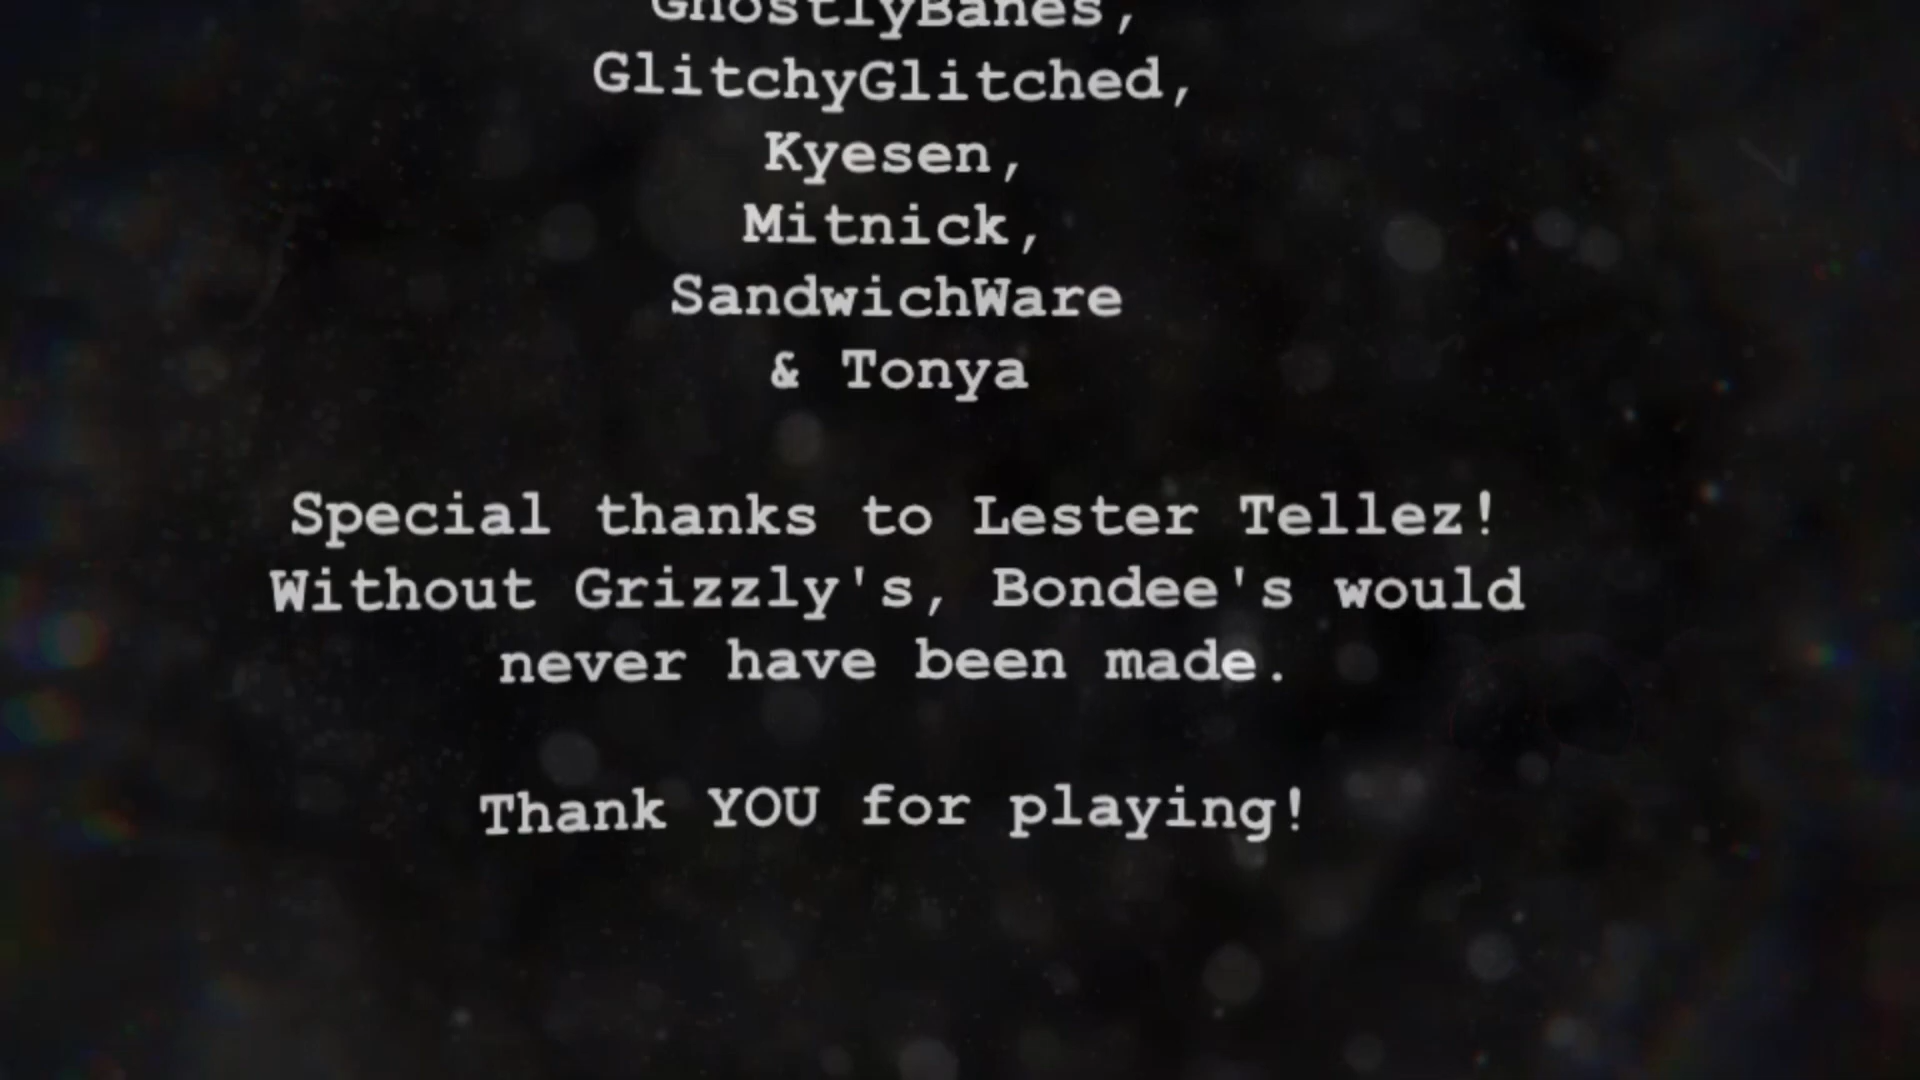 GhostlyBanes,
GlitchyGlitched,
Kyesen,
Mitnick,
SandwichWare
& Tonya
Special thanks to Lester Tellez!
Without Grizzly's, Bondee's would
never have been made.
Thank YOU for playing!